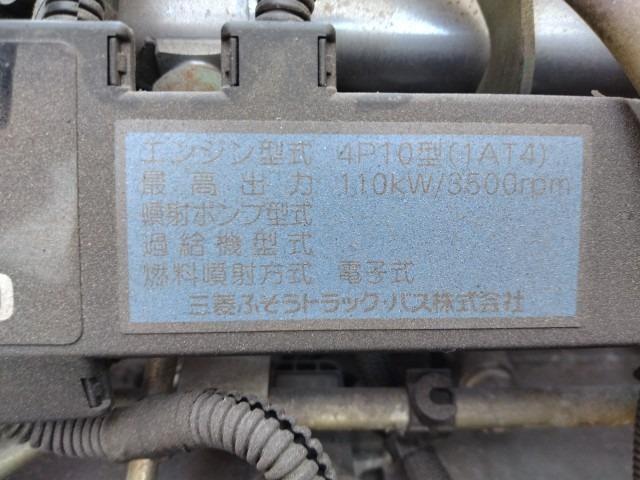 エンジン型式 4P10型(1AT4)
最高出力 110kW/3500rpm
噴射ポンプ型式
過給機型式
燃料噴射方式 電子式
三菱ふそうトラック・バス株式会社